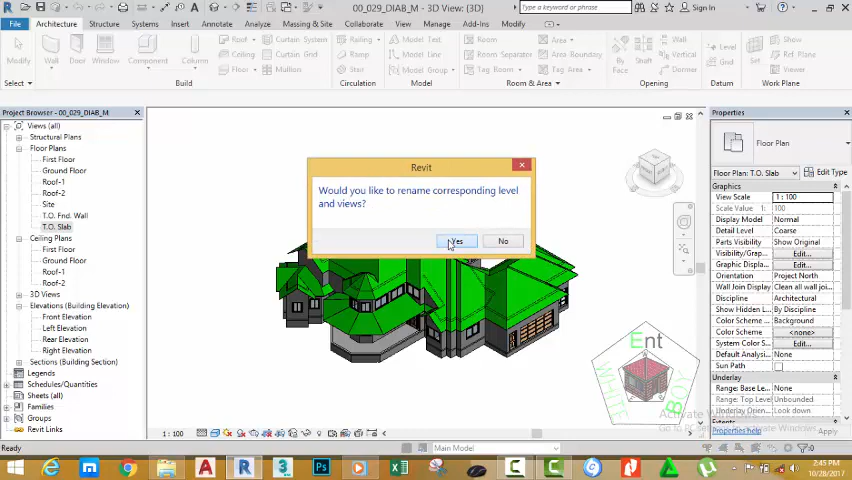 00_029_DIAB_M - 3D View: {3D}
Type a keyword or phrase
Sign In
File Architecture Structure Systems Insert Annotate Analyze Massing & Site Collaborate View Manage Add-Ins Modify
Modify
Wall Door Window Component Column
Roof
Ceiling
Floor
Curtain System
Curtain Grid
Mullion
Railing
Ramp
Stair
Model Text
Model Line
Model Group
Room
Room Separator
Tag Room
Area
Area Boundary
Tag Area
By Face
Shaft
Wall
Vertical
Dormer
Level
Grid
Set
Show
Ref Plane
Viewer
Select
Build
Circulation
Model
Room & Area
Opening
Datum
Work Plane
Project Browser - 00_029_DIAB_M
Views (all)
Structural Plans
Floor Plans
First Floor
Ground Floor
Roof-1
Roof-2
Site
T.O. Fnd. Wall
T.O. Slab
Ceiling Plans
First Floor
Ground Floor
Roof-1
Roof-2
3D Views
Elevations (Building Elevation)
Front Elevation
Left Elevation
Rear Elevation
Right Elevation
Sections (Building Section)
Legends
Schedules/Quantities
Sheets (all)
Families
Groups
Revit Links
Revit
Would you like to rename corresponding level
and views?
Yes No
Properties
Floor Plan
Floor Plan: T.O. Slab Edit Type
Graphics
View Scale 1 : 100
Scale Value 1: 100
Display Model Normal
Detail Level Coarse
Parts Visibility Show Original
Visibility/Grap... Edit...
Graphic Displa... Edit...
Orientation Project North
Wall Join Display Clean all wall joi...
Discipline Architectural
Show Hidden L... By Discipline
Color Scheme ... Background
Color Scheme <none>
System Color S... Edit...
Default Analysi... None
Sun Path
Underlay
Range: Base Le... None
Range: Top Level Unbounded
Underlay Orien... Look down
Properties help Apply
Ent
WHITE
BOY
Activate Windows
Go to PC
1 : 100
Ready
Main Model
:0
2:45 PM
10/28/2017